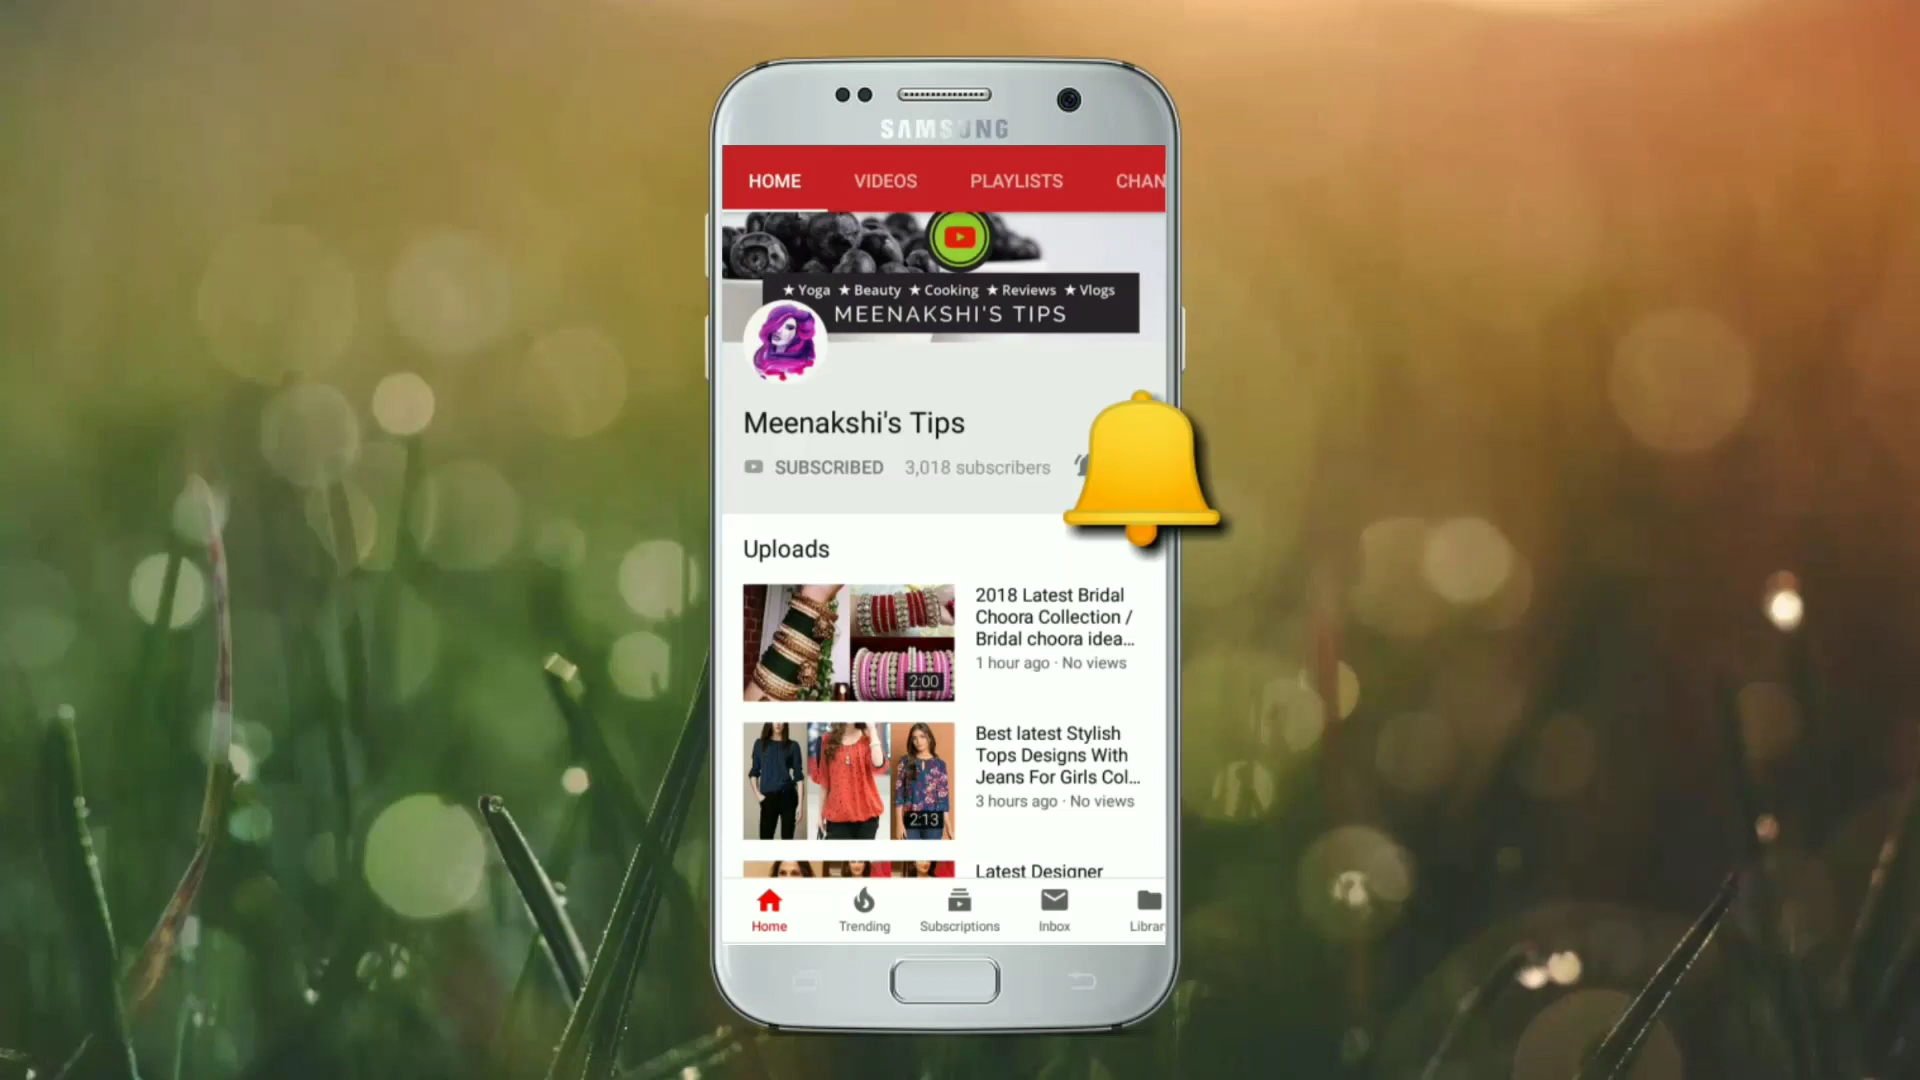 SAMSUNG
HOME VIDEOS PLAYLISTS CHAN
★ Yoga ★ Beauty ★ Cooking ★ Reviews ★ Vlogs
MEENAKSHI'S TIPS
Meenakshi's Tips
SUBSCRIBED 3,018 subscribers
Uploads
2018 Latest Bridal
Choora Collection /
Bridal choora idea...
1 hour ago · No views
2:00
Best latest Stylish
Tops Designs With
Jeans For Girls Col...
3 hours ago · No views
2:13
Latest Designer
Home Trending Subscriptions Inbox Librar